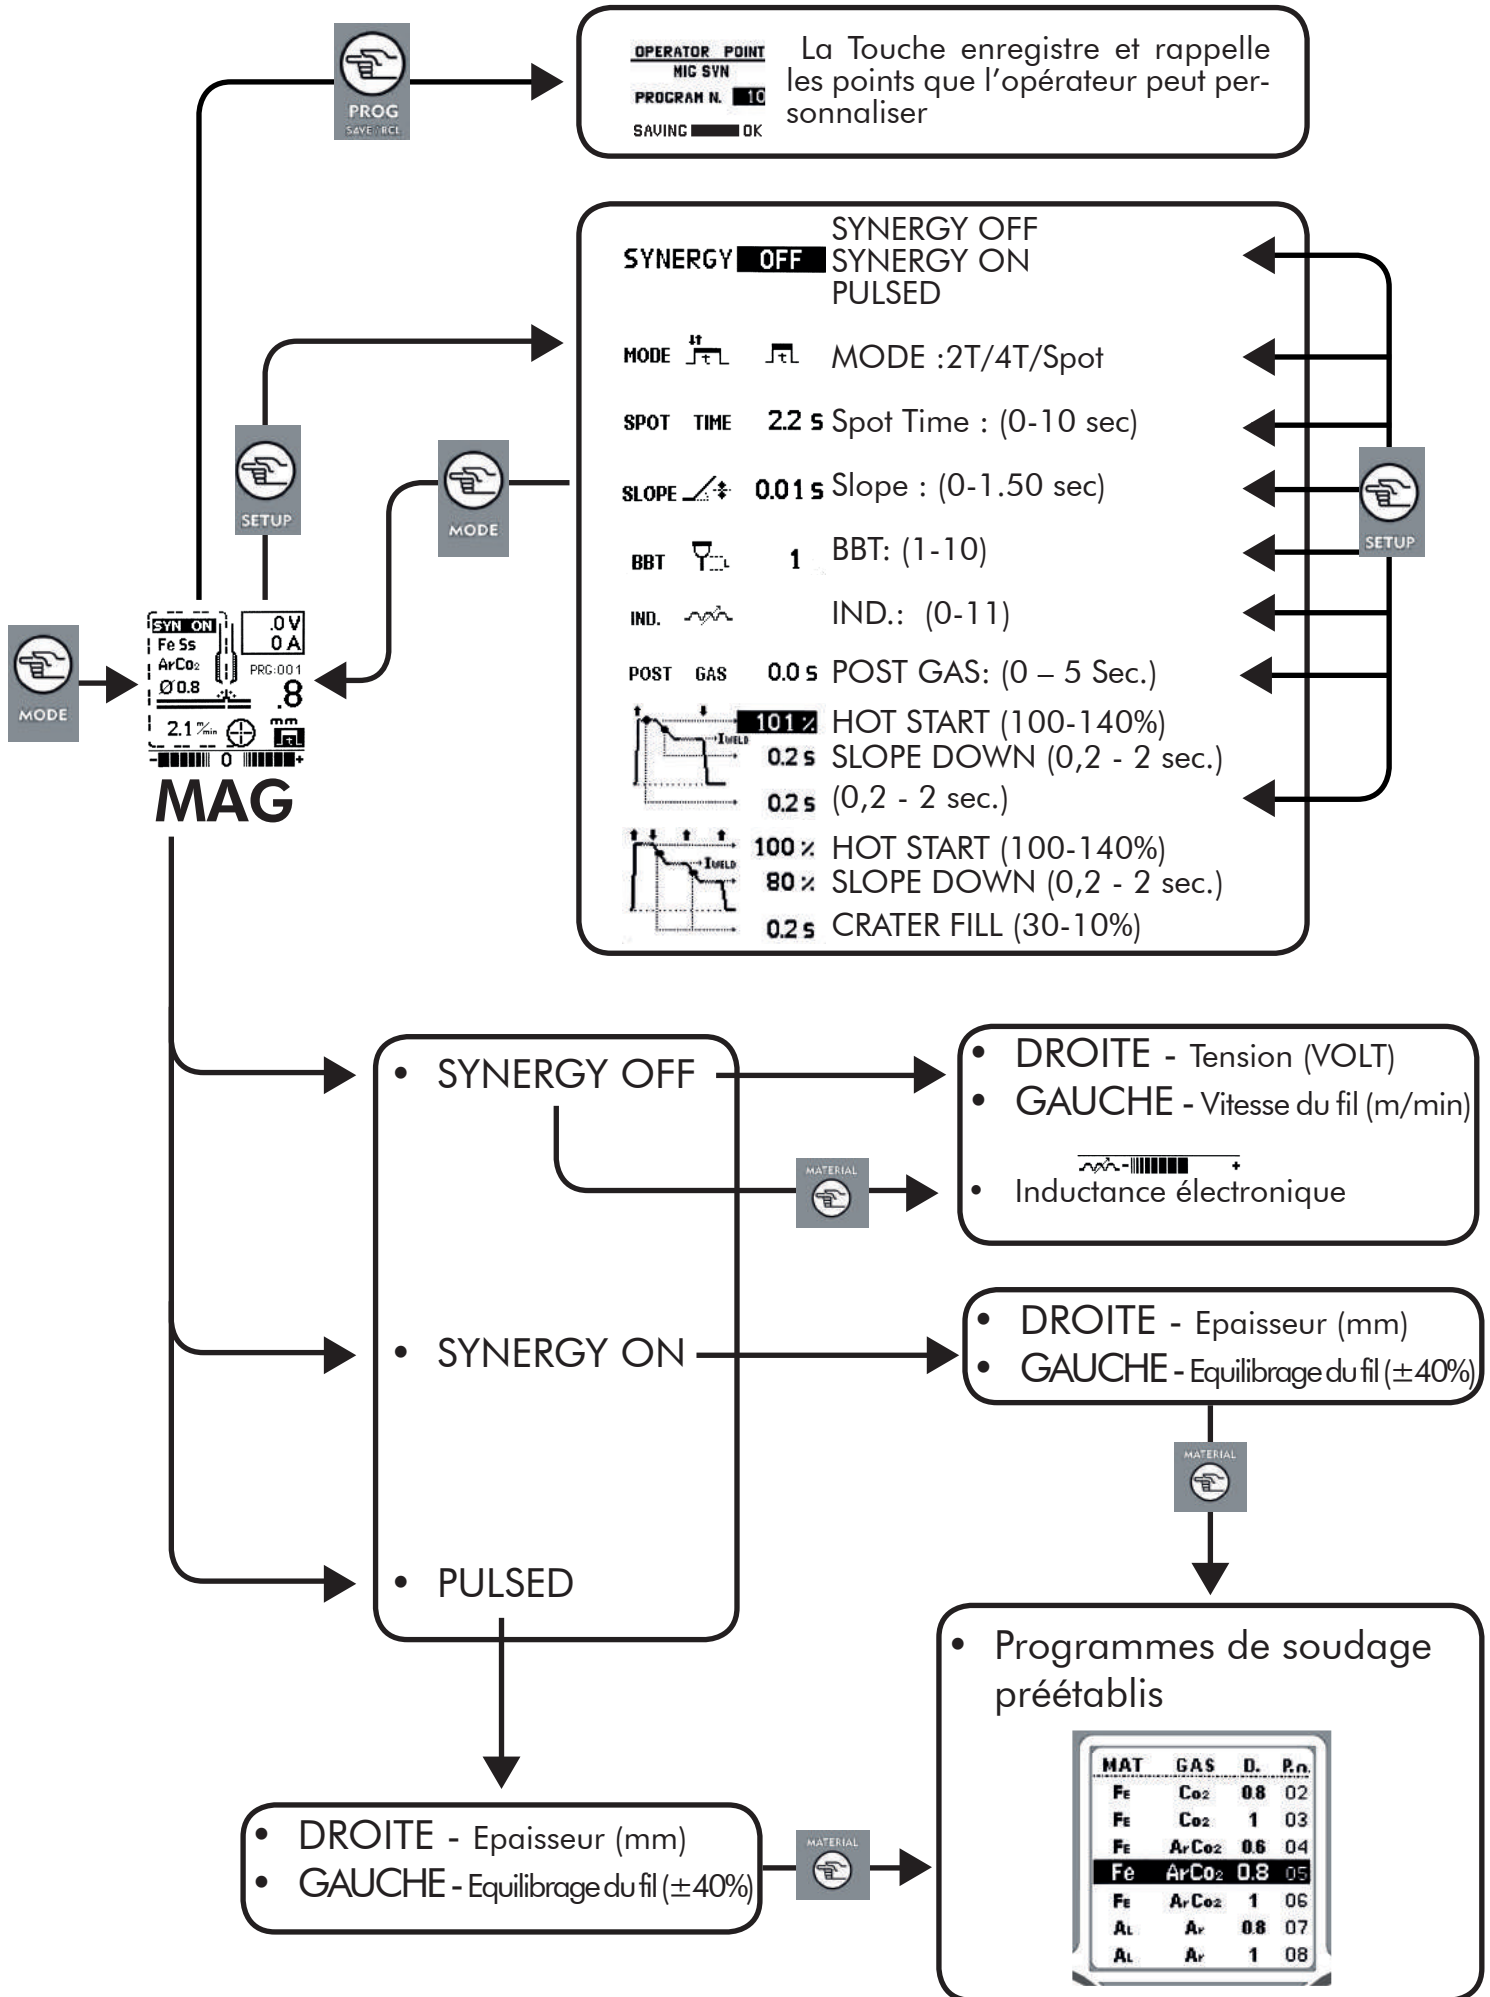 PROG
SAVE/RCL
OPERATOR POINT
MIG SYN
PROGRAM N. 10
SAVING OK
La Touche enregistre et rappelle
les points que l'opérateur peut per-
sonnaliser
SYNERGY OFF
SYNERGY OFF
SYNERGY ON
PULSED
MODE t t MODE :2T/4T/Spot
SPOT TIME 2.2 s Spot Time : (0-10 sec)
SLOPE 0.01 s Slope : (0-1.50 sec)
BBT L 1 BBT: (1-10)
IND. IND.: (0-11)
POST GAS 0.0 s POST GAS: (0 – 5 Sec.)
101 % HOT START (100-140%)
IWELD
0.2 s SLOPE DOWN (0,2 - 2 sec.)
0.2 s (0,2 - 2 sec.)
100 % HOT START (100-140%)
IWELD
80 % SLOPE DOWN (0,2 - 2 sec.)
0.2 s CRATER FILL (30-10%)
SETUP
MODE
SETUP
MODE
SYN ON
.0 V
0 A
Fe Ss
ArCo2
PRG:001
Ø 0.8
.8
2.1 m/min
- 0 +
MAG
SYNERGY OFF
SYNERGY ON
PULSED
DROITE - Tension (VOLT)
GAUCHE - Vitesse du fil (m/min)
- +
Inductance électronique
MATERIAL
DROITE - Epaisseur (mm)
GAUCHE - Equilibrage du fil (±40%)
MATERIAL
DROITE - Epaisseur (mm)
GAUCHE - Equilibrage du fil (±40%)
MATERIAL
Programmes de soudage
préétablis
MAT GAS D. P.n.
FE Co2 0.8 02
FE Co2 1 03
FE ArCo2 0.6 04
Fe ArCo2 0.8 05
FE ArCo2 1 06
AL Ar 0.8 07
AL Ar 1 08